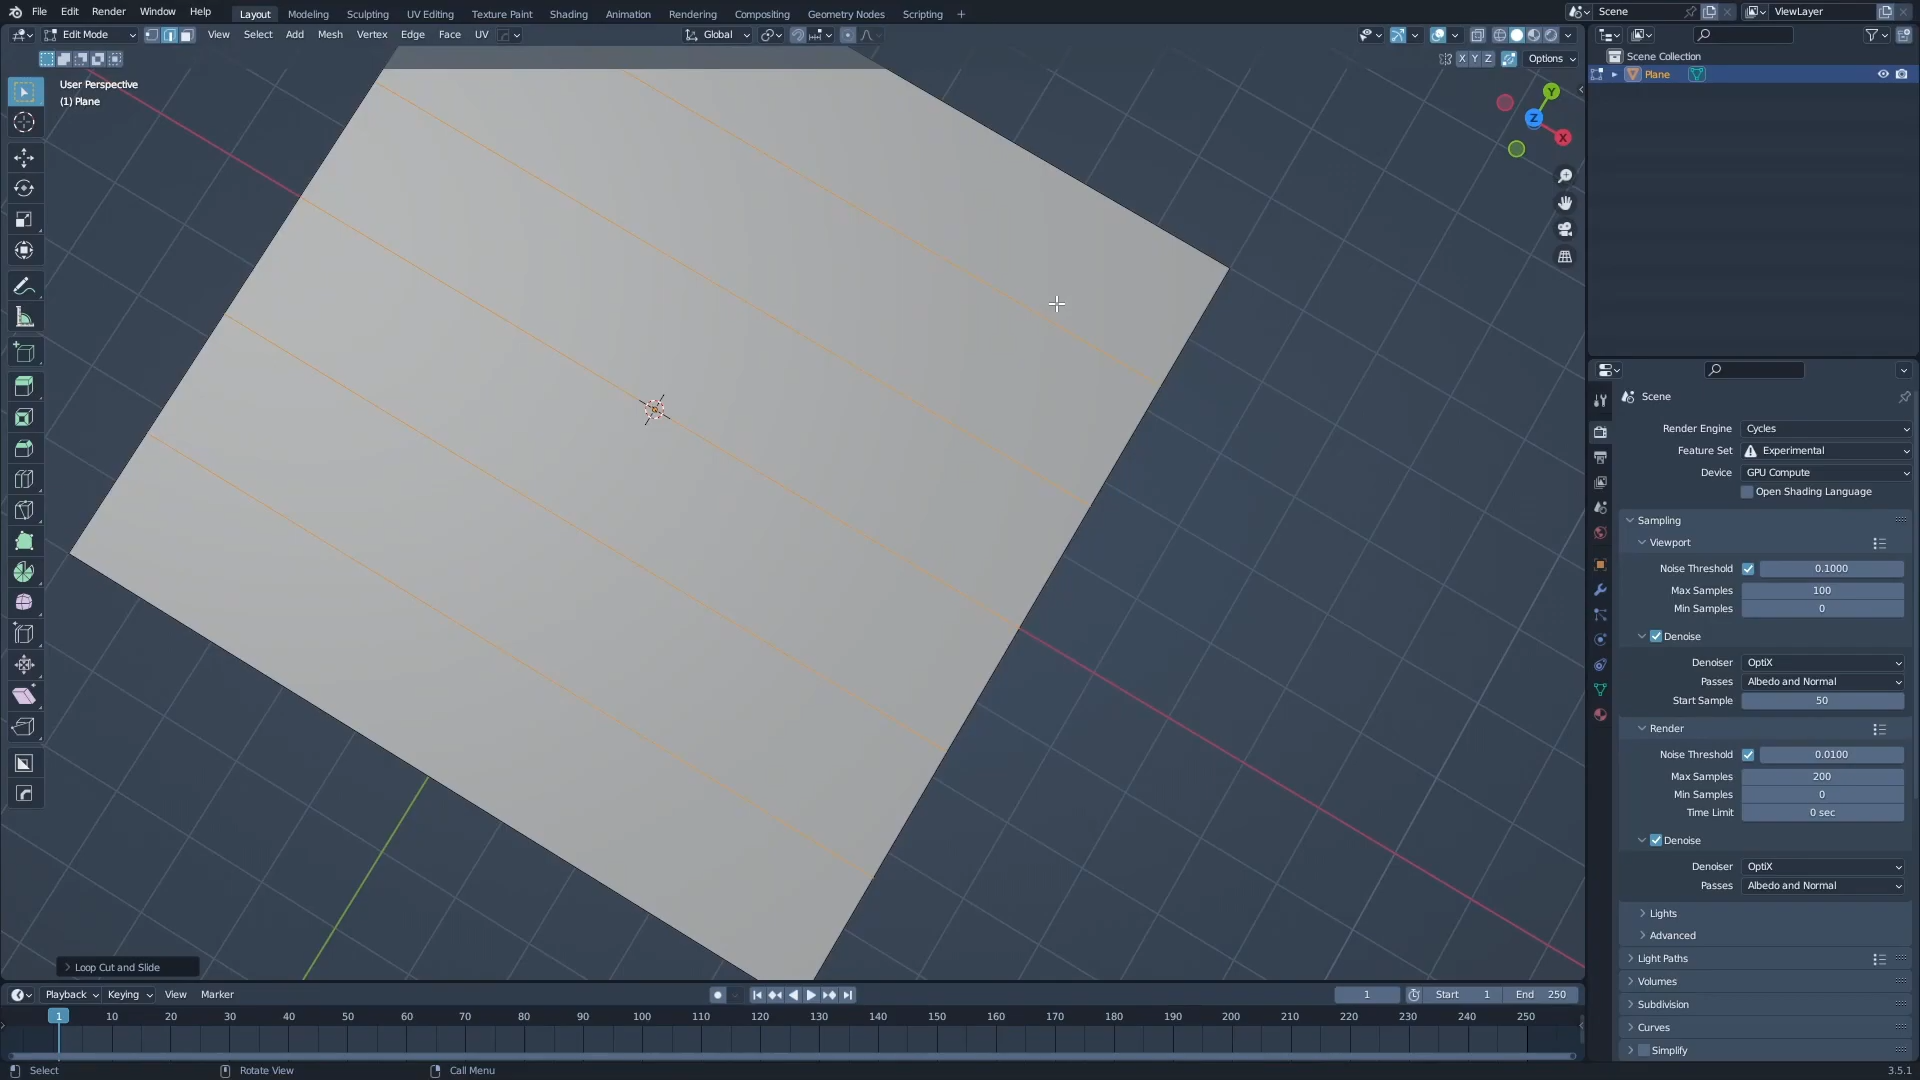 File Edit Render Window Help Layout Modeling Sculpting UV Editing Texture Paint Shading Animation Rendering Compositing Geometry Nodes Scripting + Scene ViewLayer
Edit Mode View Select Add Mesh Vertex Edge Face UV Global
X Y Z Options
User Perspective
(1) Plane
Y
Z
X
Scene Collection
Plane
Scene
Render Engine Cycles
Feature Set Experimental
Device GPU Compute
Open Shading Language
Sampling
Viewport
Noise Threshold 0.1000
Max Samples 100
Min Samples 0
Denoise
Denoiser OptiX
Passes Albedo and Normal
Start Sample 50
Render
Noise Threshold 0.0100
Max Samples 200
Min Samples 0
Time Limit 0 sec
Denoise
Denoiser OptiX
Passes Albedo and Normal
Lights
Advanced
Light Paths
Volumes
Subdivision
Curves
Simplify
Loop Cut and Slide
Playback Keying View Marker 1 Start 1 End 250
1 10 20 30 40 50 60 70 80 90 100 110 120 130 140 150 160 170 180 190 200 210 220 230 240 250
Select Rotate View Call Menu 3.5.1